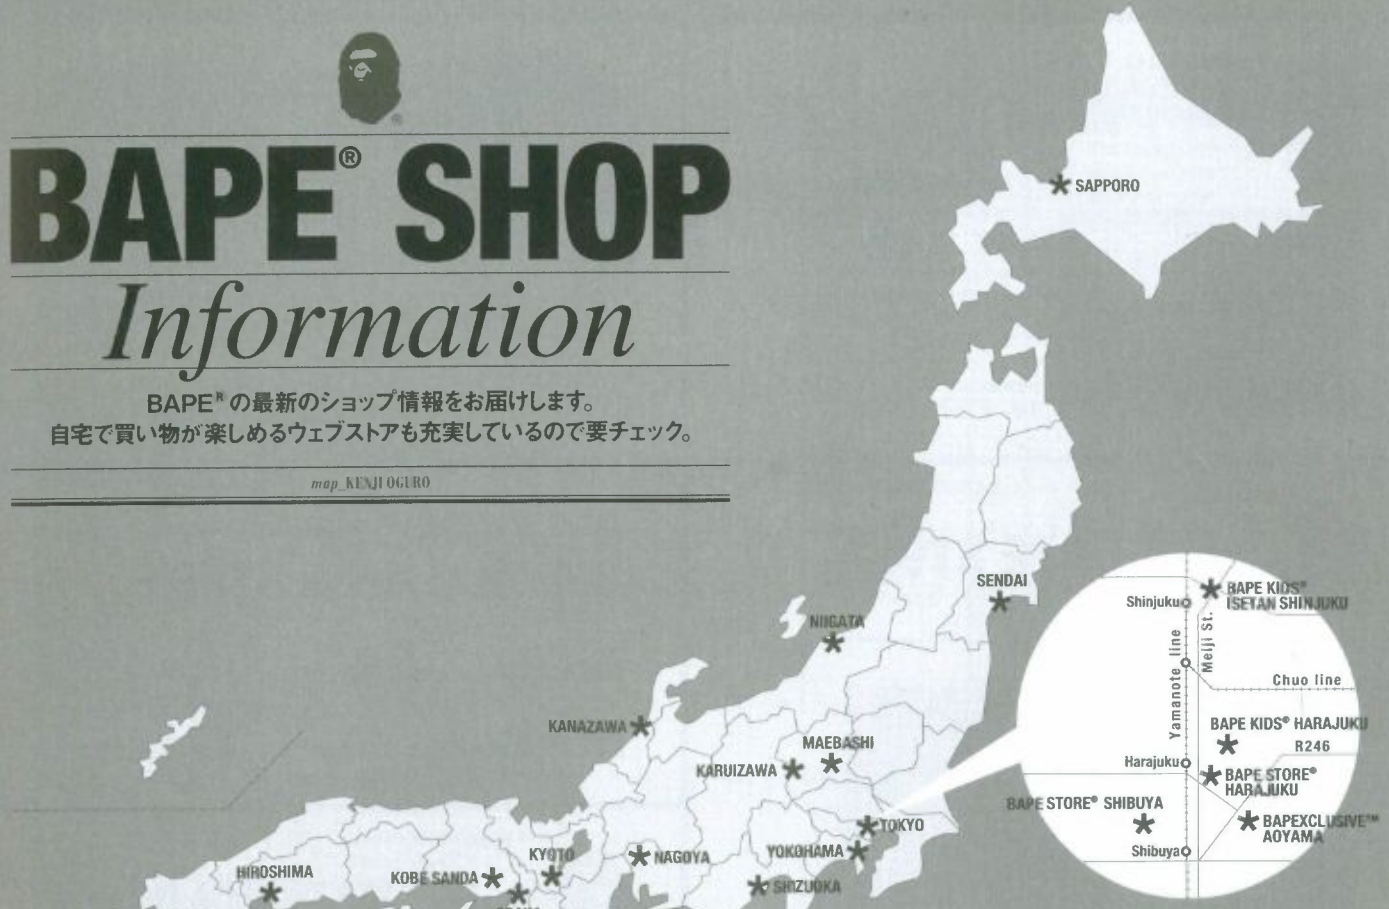 BAPE® SHOP
Information
BAPE®の最新のショップ情報をお届けします。
自宅で買い物が楽しめるウェブストアも充実しているので要チェック。
map_KENJI OGURO
SAPPORO
SENDAI
NIIGATA
KANAZAWA
MAEBASHI
KARUIZAWA
TOKYO
YOKOHAMA
NAGOYA
SHIZUOKA
KYOTO
KOBE SANDA
HIROSHIMA
BAPE KIDS®
ISETAN SHINJUKU
Shinjuku
Yamanote line
Meiji St.
Chuo line
BAPE KIDS® HARAJUKU
R246
Harajuku
BAPE STORE®
HARAJUKU
BAPE STORE® SHIBUYA
BAPEXCLUSIVE™
AOYAMA
Shibuya